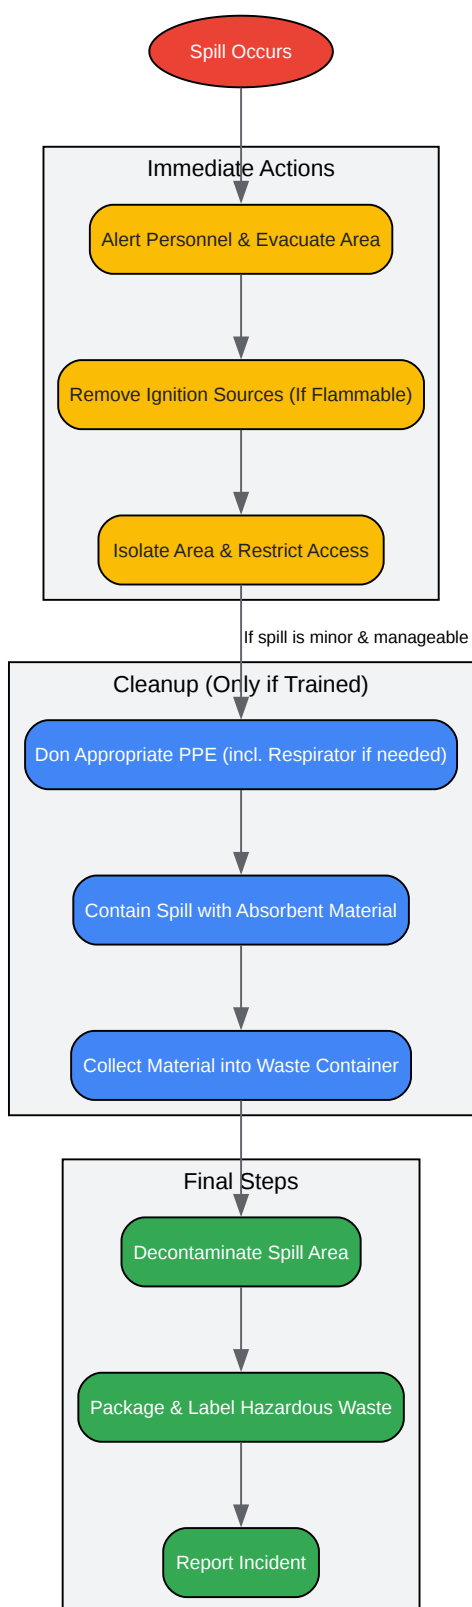 Spill Occurs
Immediate Actions
Alert Personnel & Evacuate Area
Remove Ignition Sources (If Flammable)
Isolate Area & Restrict Access
If spill is minor & manageable
Cleanup (Only if Trained)
Don Appropriate PPE (incl. Respirator if needed)
Contain Spill with Absorbent Material
Collect Material into Waste Container
Final Steps
Decontaminate Spill Area
Package & Label Hazardous Waste
Report Incident